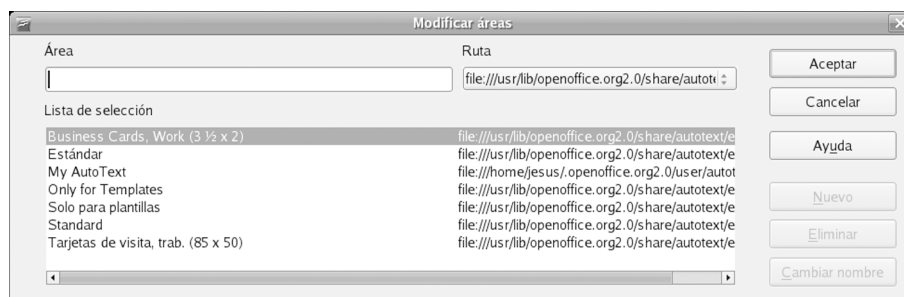 Modificar áreas
Área
Ruta
file:///usr/lib/openoffice.org2.0/share/autote
Aceptar
Cancelar
Lista de selección
Business Cards, Work (3 ½ x 2) file:///usr/lib/openoffice.org2.0/share/autotext/e
Estándar file:///usr/lib/openoffice.org2.0/share/autotext/e
My AutoText file:///home/jesus/.openoffice.org2.0/user/autot
Only for Templates file:///usr/lib/openoffice.org2.0/share/autotext/e
Solo para plantillas file:///usr/lib/openoffice.org2.0/share/autotext/e
Standard file:///usr/lib/openoffice.org2.0/share/autotext/e
Tarjetas de visita, trab. (85 x 50) file:///usr/lib/openoffice.org2.0/share/autotext/e
Ayuda
Nuevo
Eliminar
Cambiar nombre